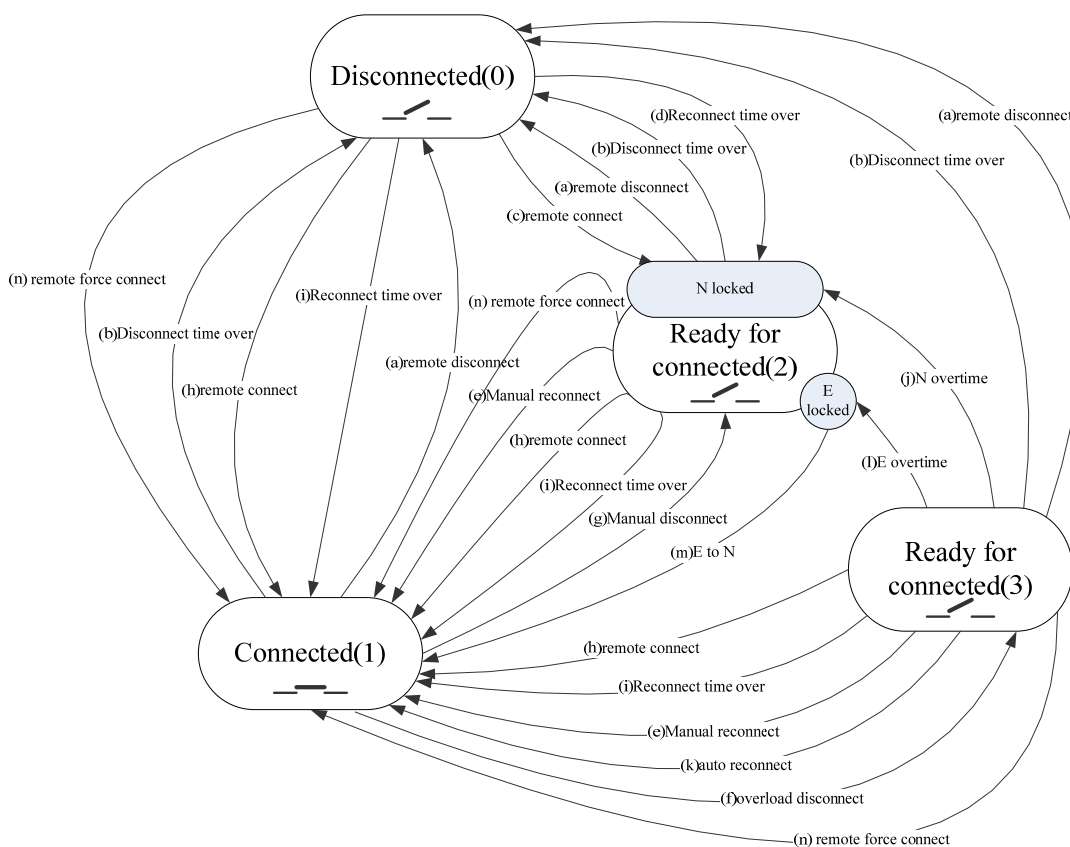 Disconnected(0)
(a)remote disconnect
(d)Reconnect time over
(b)Disconnect time over
(b)Disconnect time over
(a)remote disconnect
(c)remote connect
(n) remote force connect
N locked
(i)Reconnect time over
(n) remote force connect
(b)Disconnect time over
Ready for
connected(2)
(a)remote disconnect
(h)remote connect
(e)Manual reconnect
(j)N overtime
E
locked
(h)remote connect
(l)E overtime
(i)Reconnect time over
(g)Manual disconnect
(m)E to N
Ready for
connected(3)
Connected(1)
(h)remote connect
(i)Reconnect time over
(e)Manual reconnect
(k)auto reconnect
(f)overload disconnect
(n) remote force connect